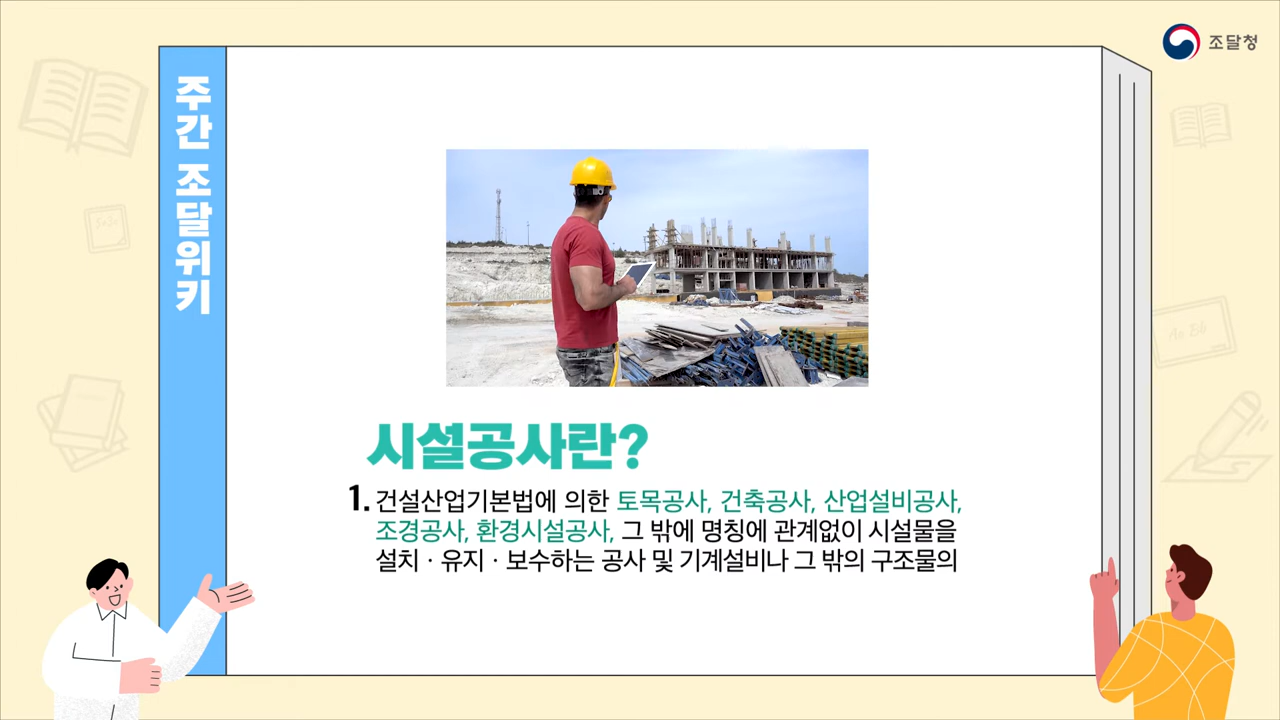 조달청
주간 조달위키
시설공사란?
1. 건설산업기본법에 의한 토목공사, 건축공사, 산업설비공사,
조경공사, 환경시설공사, 그 밖에 명칭에 관계없이 시설물을
설치 · 유지 · 보수하는 공사 및 기계설비나 그 밖의 구조물의